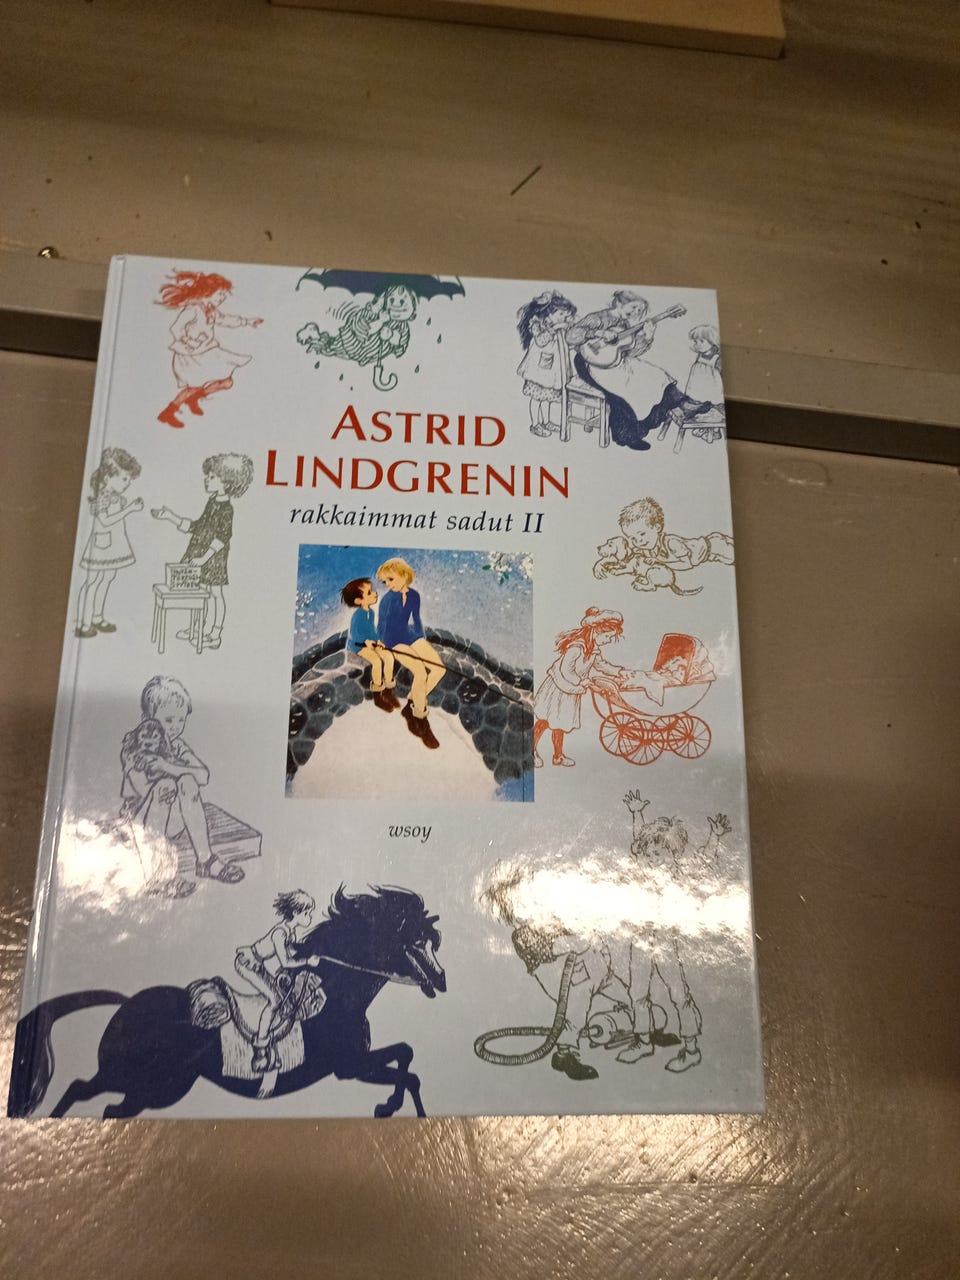 ASTRID
LINDGRENIN
rakkaimmat sadut II
wsoy